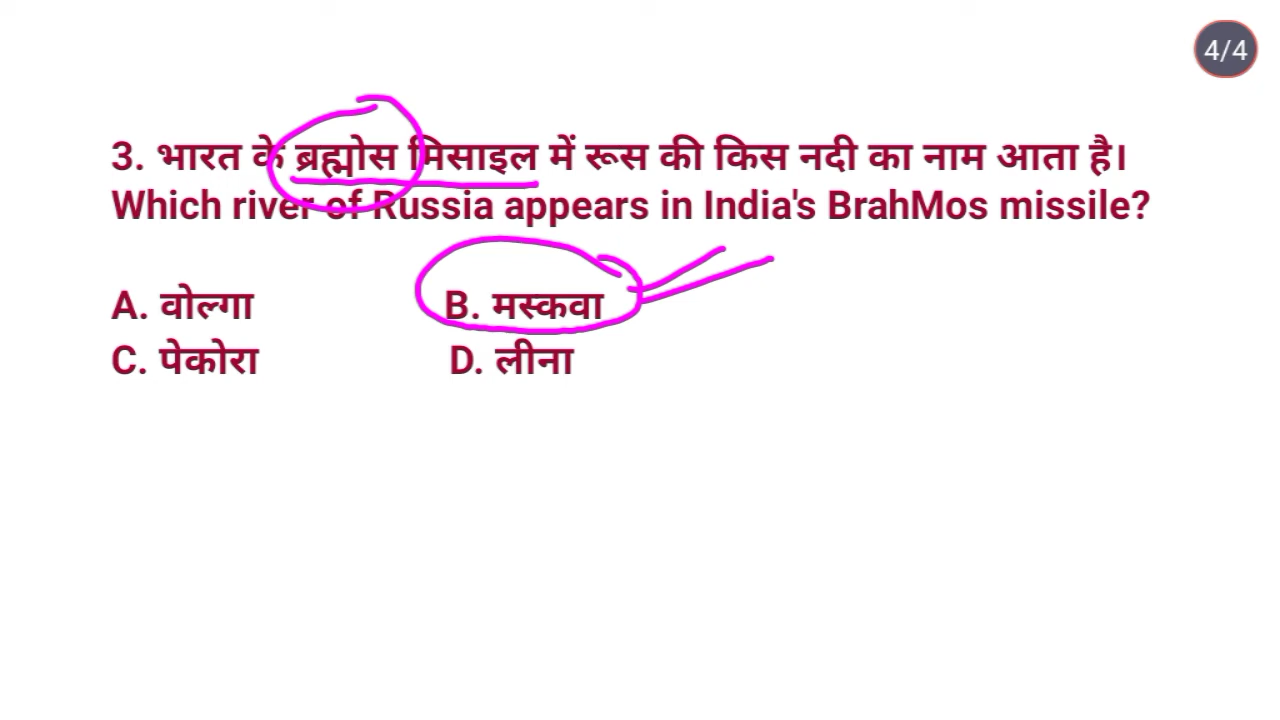 4/4
3. भारत के ब्रह्मोस मिसाइल में रूस की किस नदी का नाम आता है।
Which river of Russia appears in India's BrahMos missile?
A. वोल्गा B. मस्कवा
C. पेकोरा D. लीना